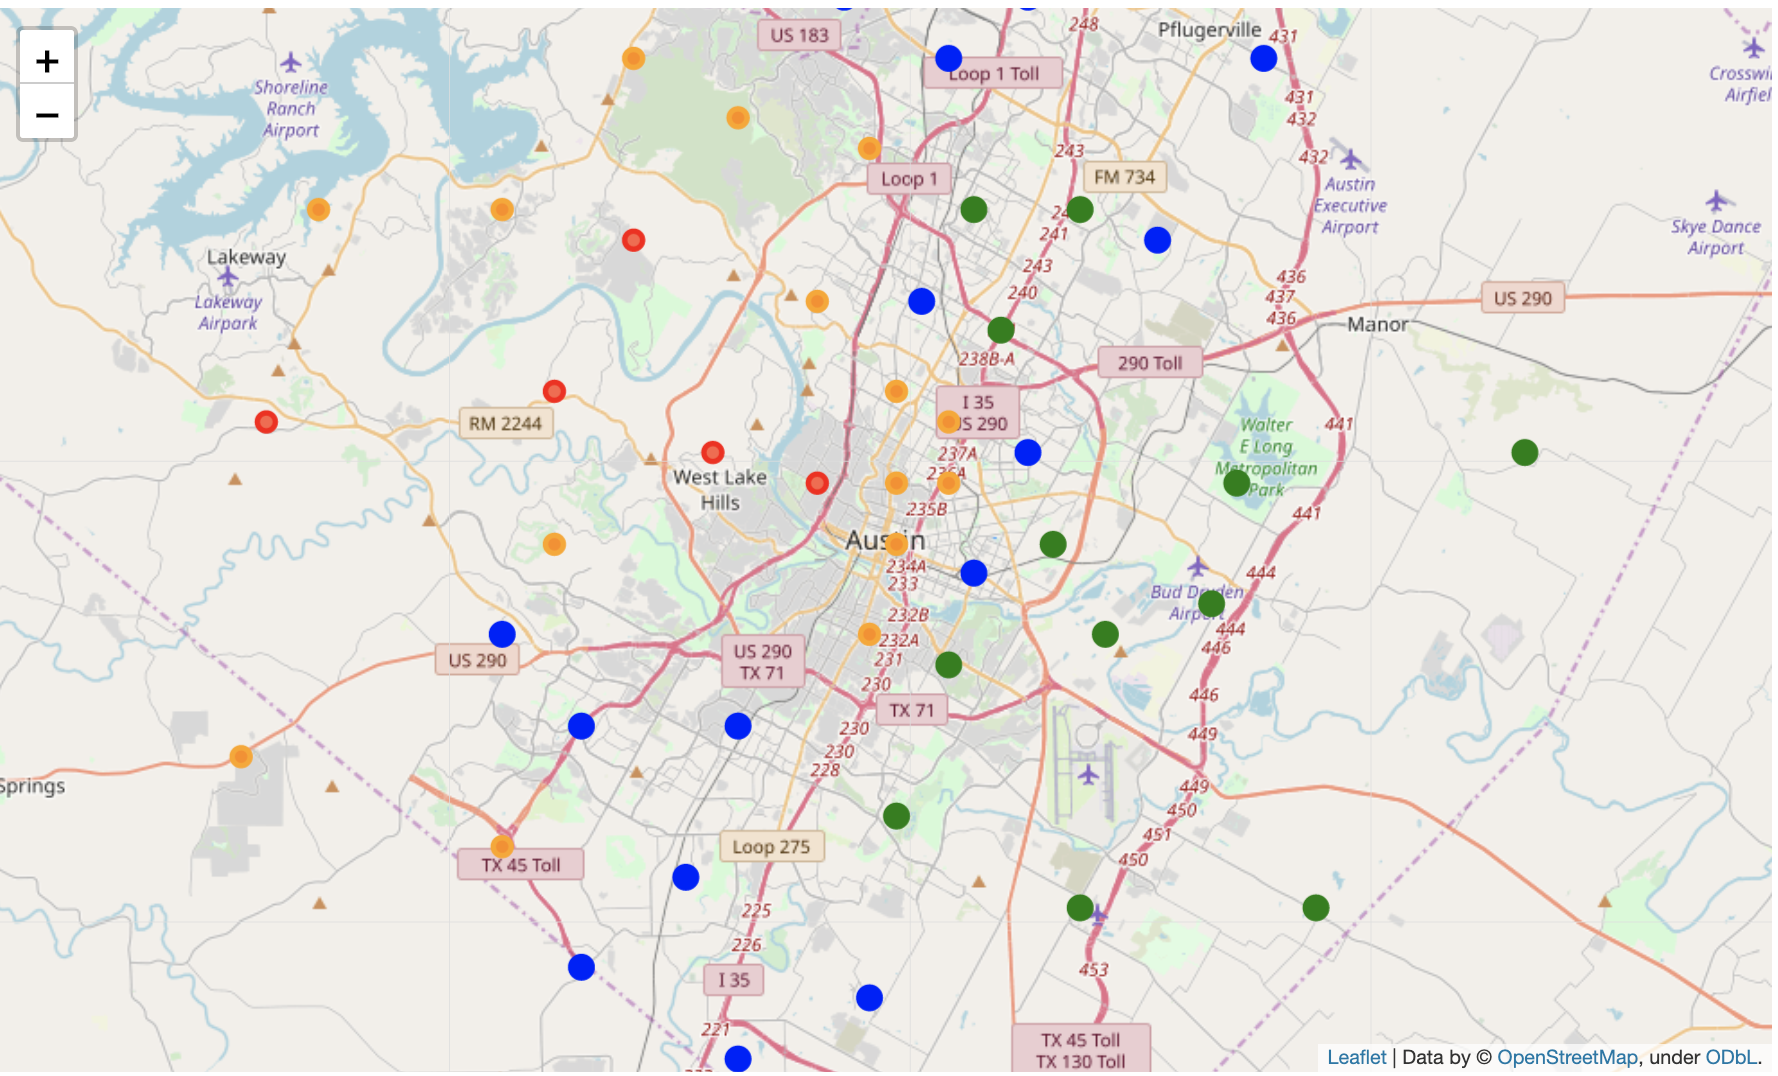 +
−
US 183
248
Pflugerville
431
Loop 1 Toll
Shoreline
Ranch
Airport
431
432
243
432
Loop 1
FM 734
Austin
Executive
Airport
241
Skye Dance
Airport
Lakeway
243
240
436
437
436
US 290
Lakeway
Airpark
Manor
238B-A
290 Toll
I 35
US 290
RM 2244
441
Walter
E Long
Metropolitan
Park
237A
West Lake
Hills
235B
441
Austin
234A
233
444
Bud Dryden
Airport
232B
232A
231
444
446
US 290
US 290
TX 71
230
446
TX 71
230
449
230
228
Springs
449
450
451
450
Loop 275
TX 45 Toll
225
226
I 35
453
221
TX 45 Toll
TX 130 Toll
Leaflet | Data by © OpenStreetMap, under ODbL.